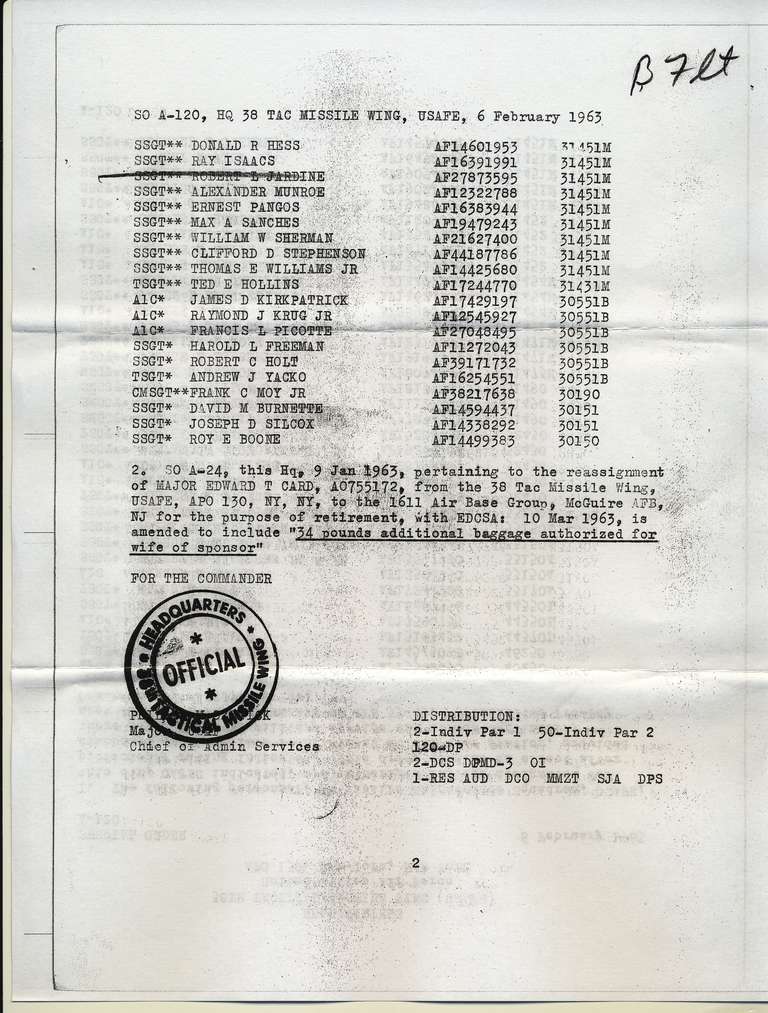 B Flt
SO A-120, HQ 38 TAC MISSILE WING, USAFE, 6 February 1963
SSGT** DONALD R HESS AF14601953 31451M
SSGT** RAY ISAACS AF16391991 31451M
SSGT** ROBERT L JARDINE AF27873595 31451M
SSGT** ALEXANDER MUNROE AF12322788 31451M
SSGT** ERNEST PANGOS AF16383944 31451M
SSGT** MAX A SANCHES AF19479243 31451M
SSGT** WILLIAM W SHERMAN AF21627400 31451M
SSGT** CLIFFORD D STEPHENSON AF44187786 31451M
SSGT** THOMAS E WILLIAMS JR AF14425680 31451M
TSGT** TED E HOLLINS AF17244770 31431M
A1C* JAMES D KIRKPATRICK AF17429197 30551B
A1C* RAYMOND J KRUG JR AF12545927 30551B
A1C* FRANCIS L PICOTTE AF27048495 30551B
SSGT* HAROLD L FREEMAN AF11272043 30551B
SSGT* ROBERT C HOLT AF39171732 30551B
TSGT* ANDREW J YACKO AF16254551 30551B
CMSGT**FRANK C MOY JR AF38217638 30190
SSGT* DAVID M BURNETTE AF14594437 30151
SSGT* JOSEPH D SILCOX AF14338292 30151
SSGT* ROY E BOONE AF14499383 30150
2. SO A-24, this Hq, 9 Jan 1963, pertaining to the reassignment
of MAJOR EDWARD T CARD, AO755172, from the 38 Tac Missile Wing,
USAFE, APO 130, NY, NY, to the 1611 Air Base Group, McGuire AFB,
NJ for the purpose of retirement, with EDCSA: 10 Mar 1963, is
amended to include "34 pounds additional baggage authorized for
wife of sponsor"
FOR THE COMMANDER
HEADQUARTERS
OFFICIAL
TACTICAL MISSILE WING
Chief of Admin Services
DISTRIBUTION:
2-Indiv Par 1 50-Indiv Par 2
120-DP
2-DCS DPMD-3 OI
1-RES AUD DCO MMZT SJA DPS
2